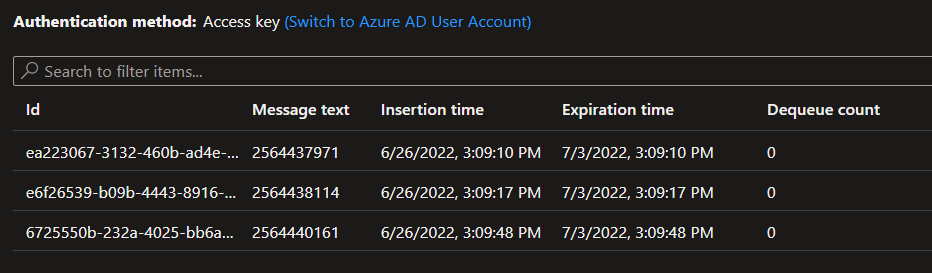 Authentication method: Access key (Switch to Azure AD User Account)
Search to filter items...
Id Message text Insertion time Expiration time Dequeue count
ea223067-3132-460b-ad4e-... 2564437971 6/26/2022, 3:09:10 PM 7/3/2022, 3:09:10 PM 0
e6f26539-b09b-4443-8916-... 2564438114 6/26/2022, 3:09:17 PM 7/3/2022, 3:09:17 PM 0
6725550b-232a-4025-bb6a... 2564440161 6/26/2022, 3:09:48 PM 7/3/2022, 3:09:48 PM 0